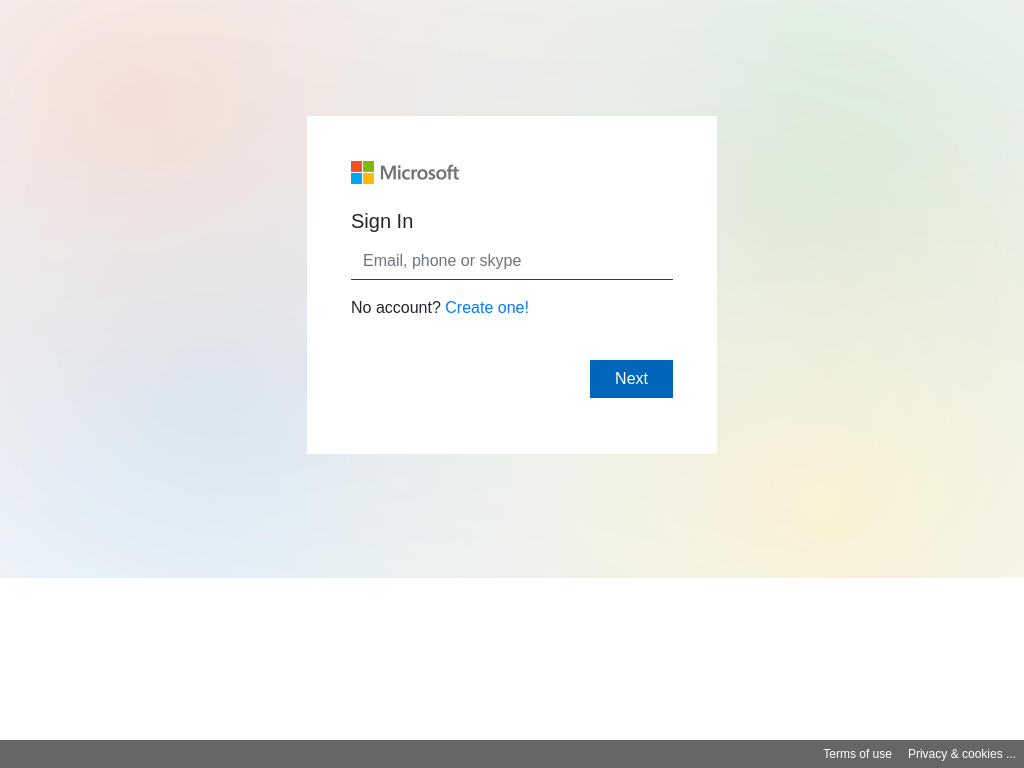 Microsoft
Sign In
Email, phone or skype
No account? Create one!
Next
Terms of use Privacy & cookies ...